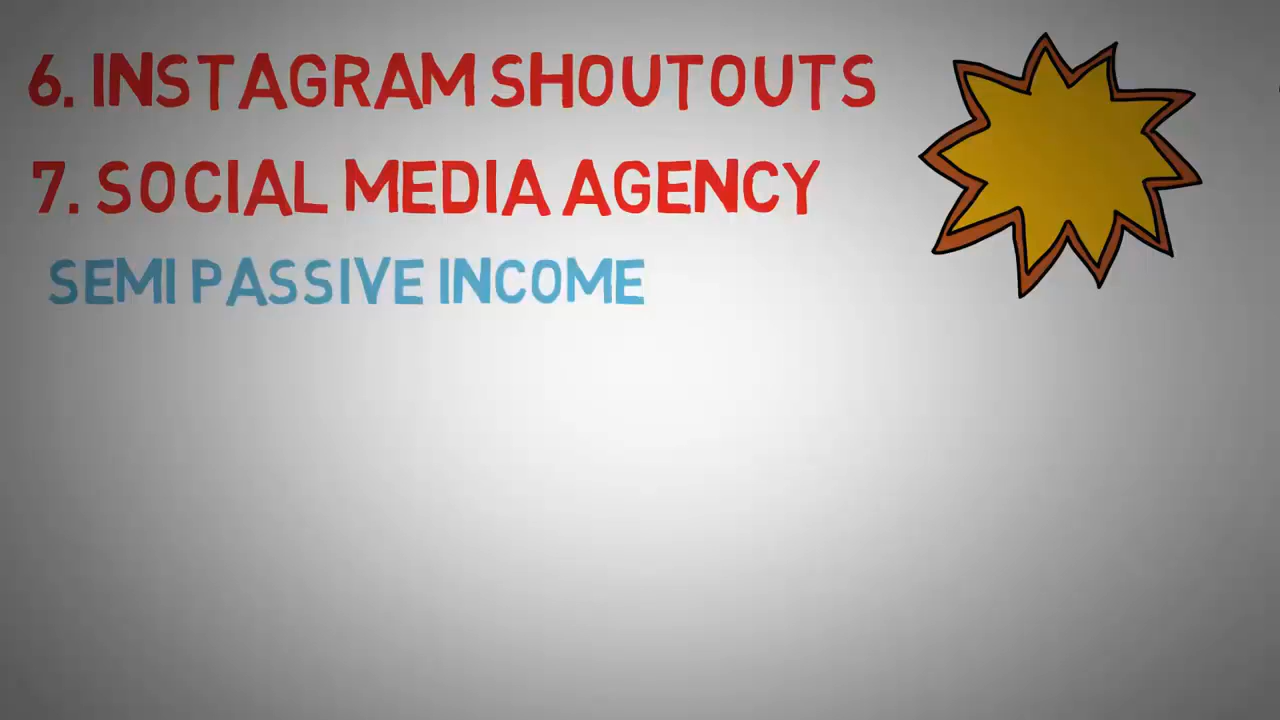 6. INSTAGRAM SHOUTOUTS
7. SOCIAL MEDIA AGENCY
SEMI PASSIVE INCOME